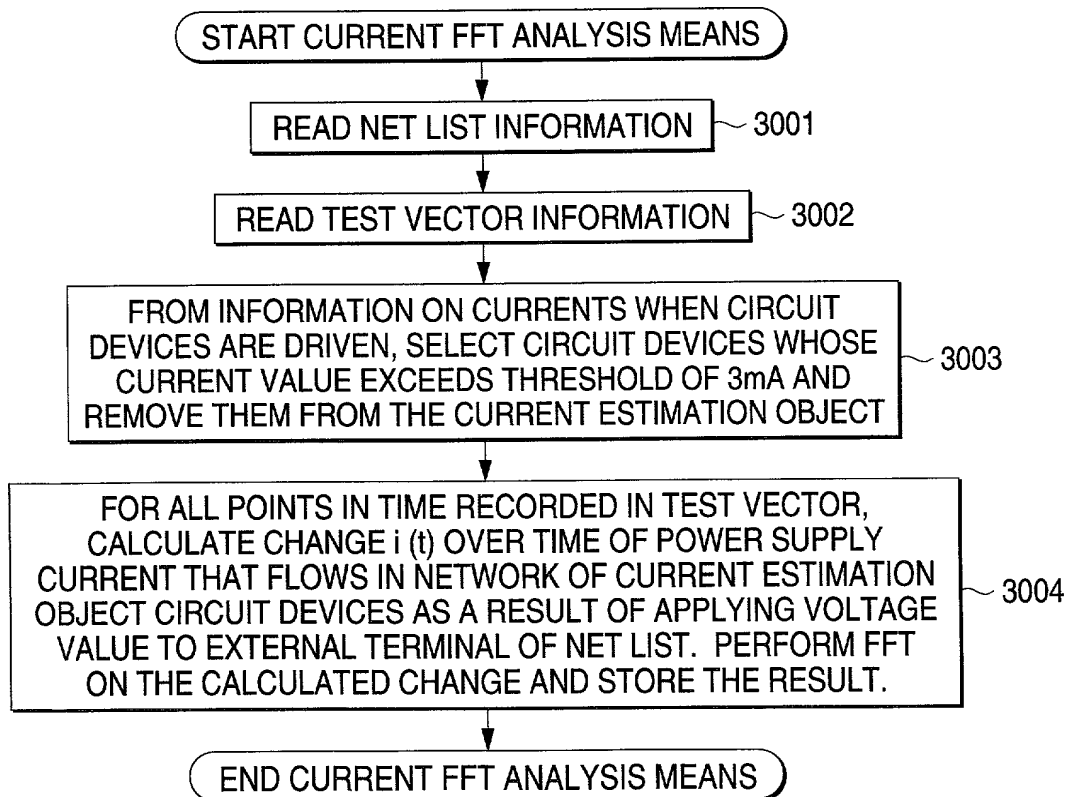 START CURRENT FFT ANALYSIS MEANS
READ NET LIST INFORMATION
3001
READ TEST VECTOR INFORMATION
3002
FROM INFORMATION ON CURRENTS WHEN CIRCUIT
DEVICES ARE DRIVEN, SELECT CIRCUIT DEVICES WHOSE
CURRENT VALUE EXCEEDS THRESHOLD OF 3mA AND
REMOVE THEM FROM THE CURRENT ESTIMATION OBJECT
3003
FOR ALL POINTS IN TIME RECORDED IN TEST VECTOR,
CALCULATE CHANGE i (t) OVER TIME OF POWER SUPPLY
CURRENT THAT FLOWS IN NETWORK OF CURRENT ESTIMATION
OBJECT CIRCUIT DEVICES AS A RESULT OF APPLYING VOLTAGE
VALUE TO EXTERNAL TERMINAL OF NET LIST. PERFORM FFT
ON THE CALCULATED CHANGE AND STORE THE RESULT.
3004
END CURRENT FFT ANALYSIS MEANS